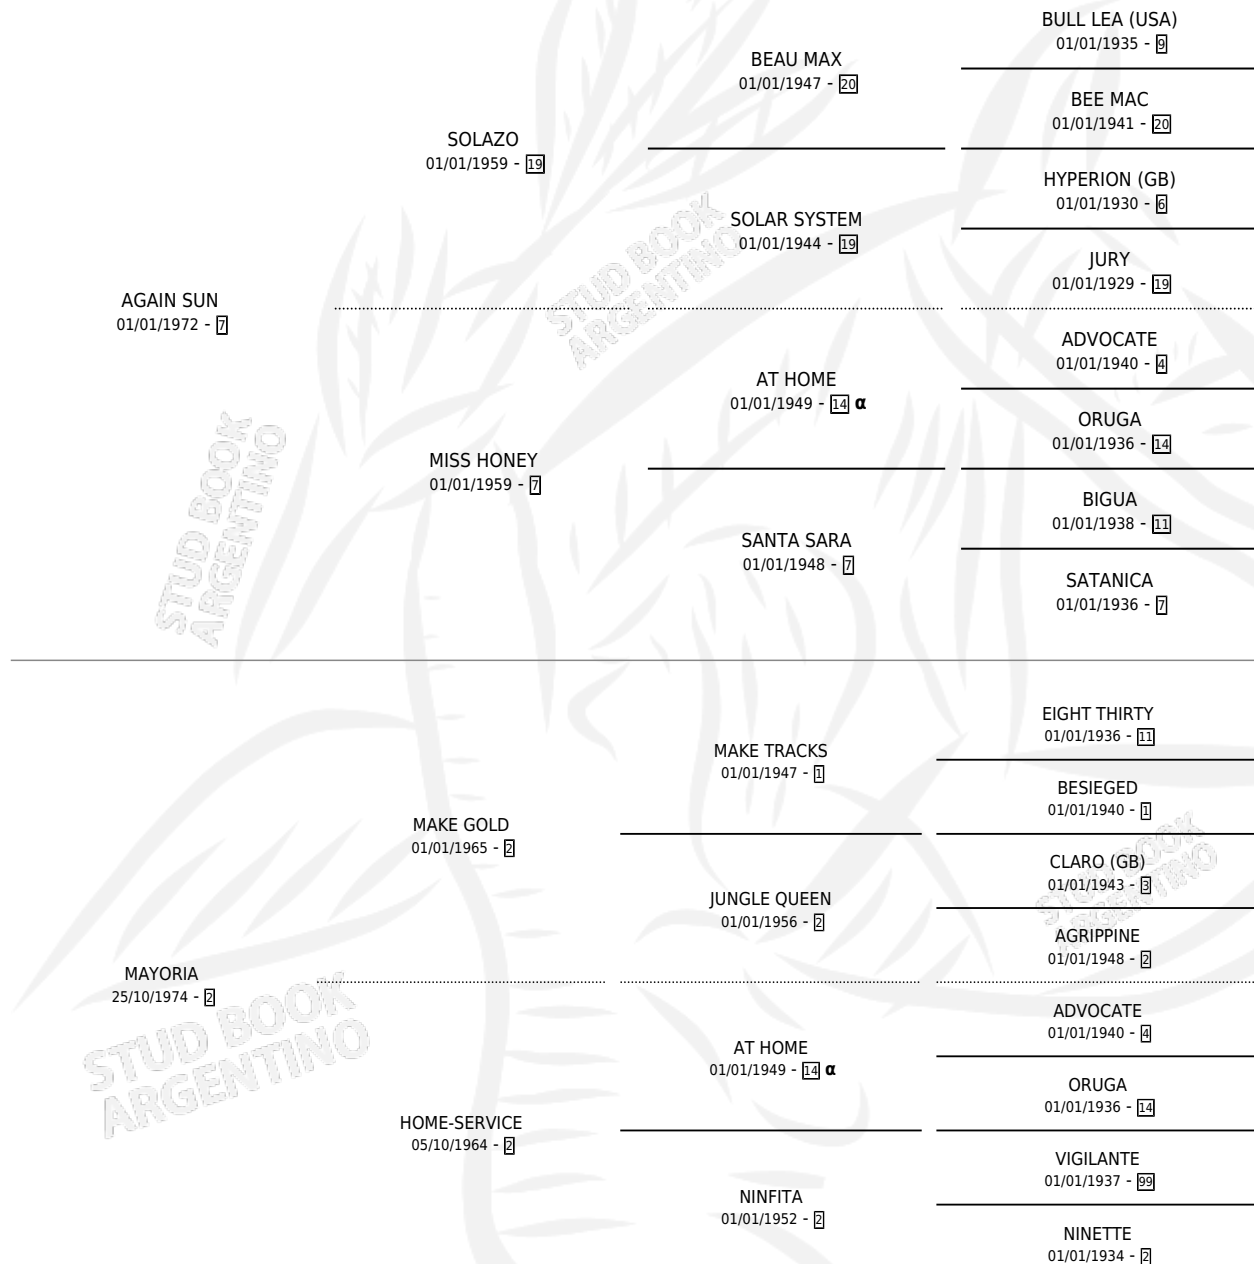 BULL LEA (USA)
01/01/1935 - 9
BEAU MAX
01/01/1947 - 20
BEE MAC
01/01/1941 - 20
SOLAZO
01/01/1959 - 19
HYPERION (GB)
01/01/1930 - 6
SOLAR SYSTEM
01/01/1944 - 19
JURY
01/01/1929 - 19
AGAIN SUN
01/01/1972 - 7
ADVOCATE
01/01/1940 - 4
AT HOME
01/01/1949 - 14 α
ORUGA
01/01/1936 - 14
MISS HONEY
01/01/1959 - 7
BIGUA
01/01/1938 - 11
SANTA SARA
01/01/1948 - 7
SATANICA
01/01/1936 - 7
EIGHT THIRTY
01/01/1936 - 11
MAKE TRACKS
01/01/1947 - 1
BESIEGED
01/01/1940 - 1
MAKE GOLD
01/01/1965 - 2
CLARO (GB)
01/01/1943 - 3
JUNGLE QUEEN
01/01/1956 - 2
AGRIPPINE
01/01/1948 - 2
MAYORIA
25/10/1974 - 2
ADVOCATE
01/01/1940 - 4
AT HOME
01/01/1949 - 14 α
ORUGA
01/01/1936 - 14
HOME-SERVICE
05/10/1964 - 2
VIGILANTE
01/01/1937 - 99
NINFITA
01/01/1952 - 2
NINETTE
01/01/1934 - 2
STUD BOOK
ARGENTINO
STUD BOOK
ARGENTINO
STUD BOOK
ARGENTINO
STUD BOOK
ARGENTINO